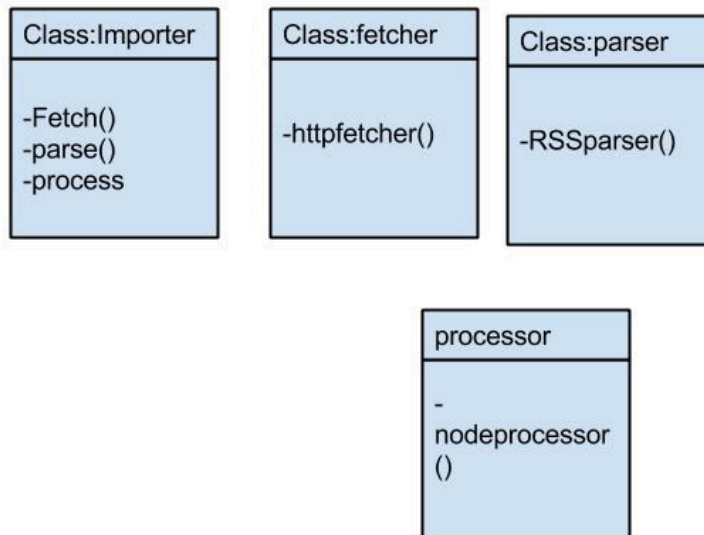 Class:Importer
-Fetch()
-parse()
-process
Class:fetcher
-httpfetcher()
Class:parser
-RSSparser()
processor
-
nodeprocessor
()